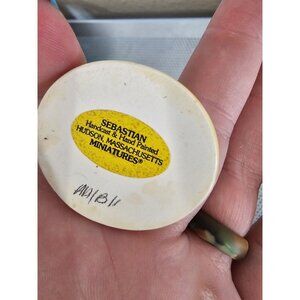 SEBASTIAN
Handcast & Hand Painted
HUDSON, MASSACHUSETTS
MINIATURES®